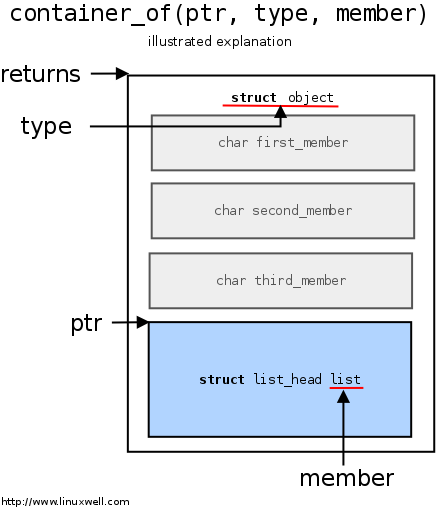 container_of(ptr, type, member)
illustrated explanation
returns
struct object
type
char first_member
char second_member
char third_member
ptr
struct list_head list
member
http://www.linuxwell.com